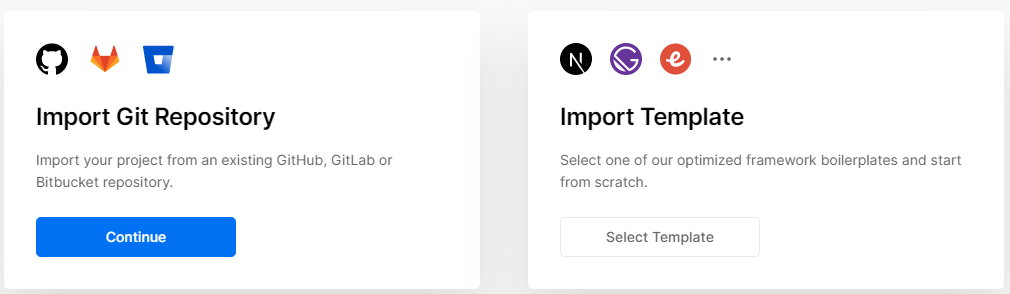 Import Git Repository
Import your project from an existing GitHub, GitLab or
Bitbucket repository.
Continue
Import Template
Select one of our optimized framework boilerplates and start
from scratch.
Select Template